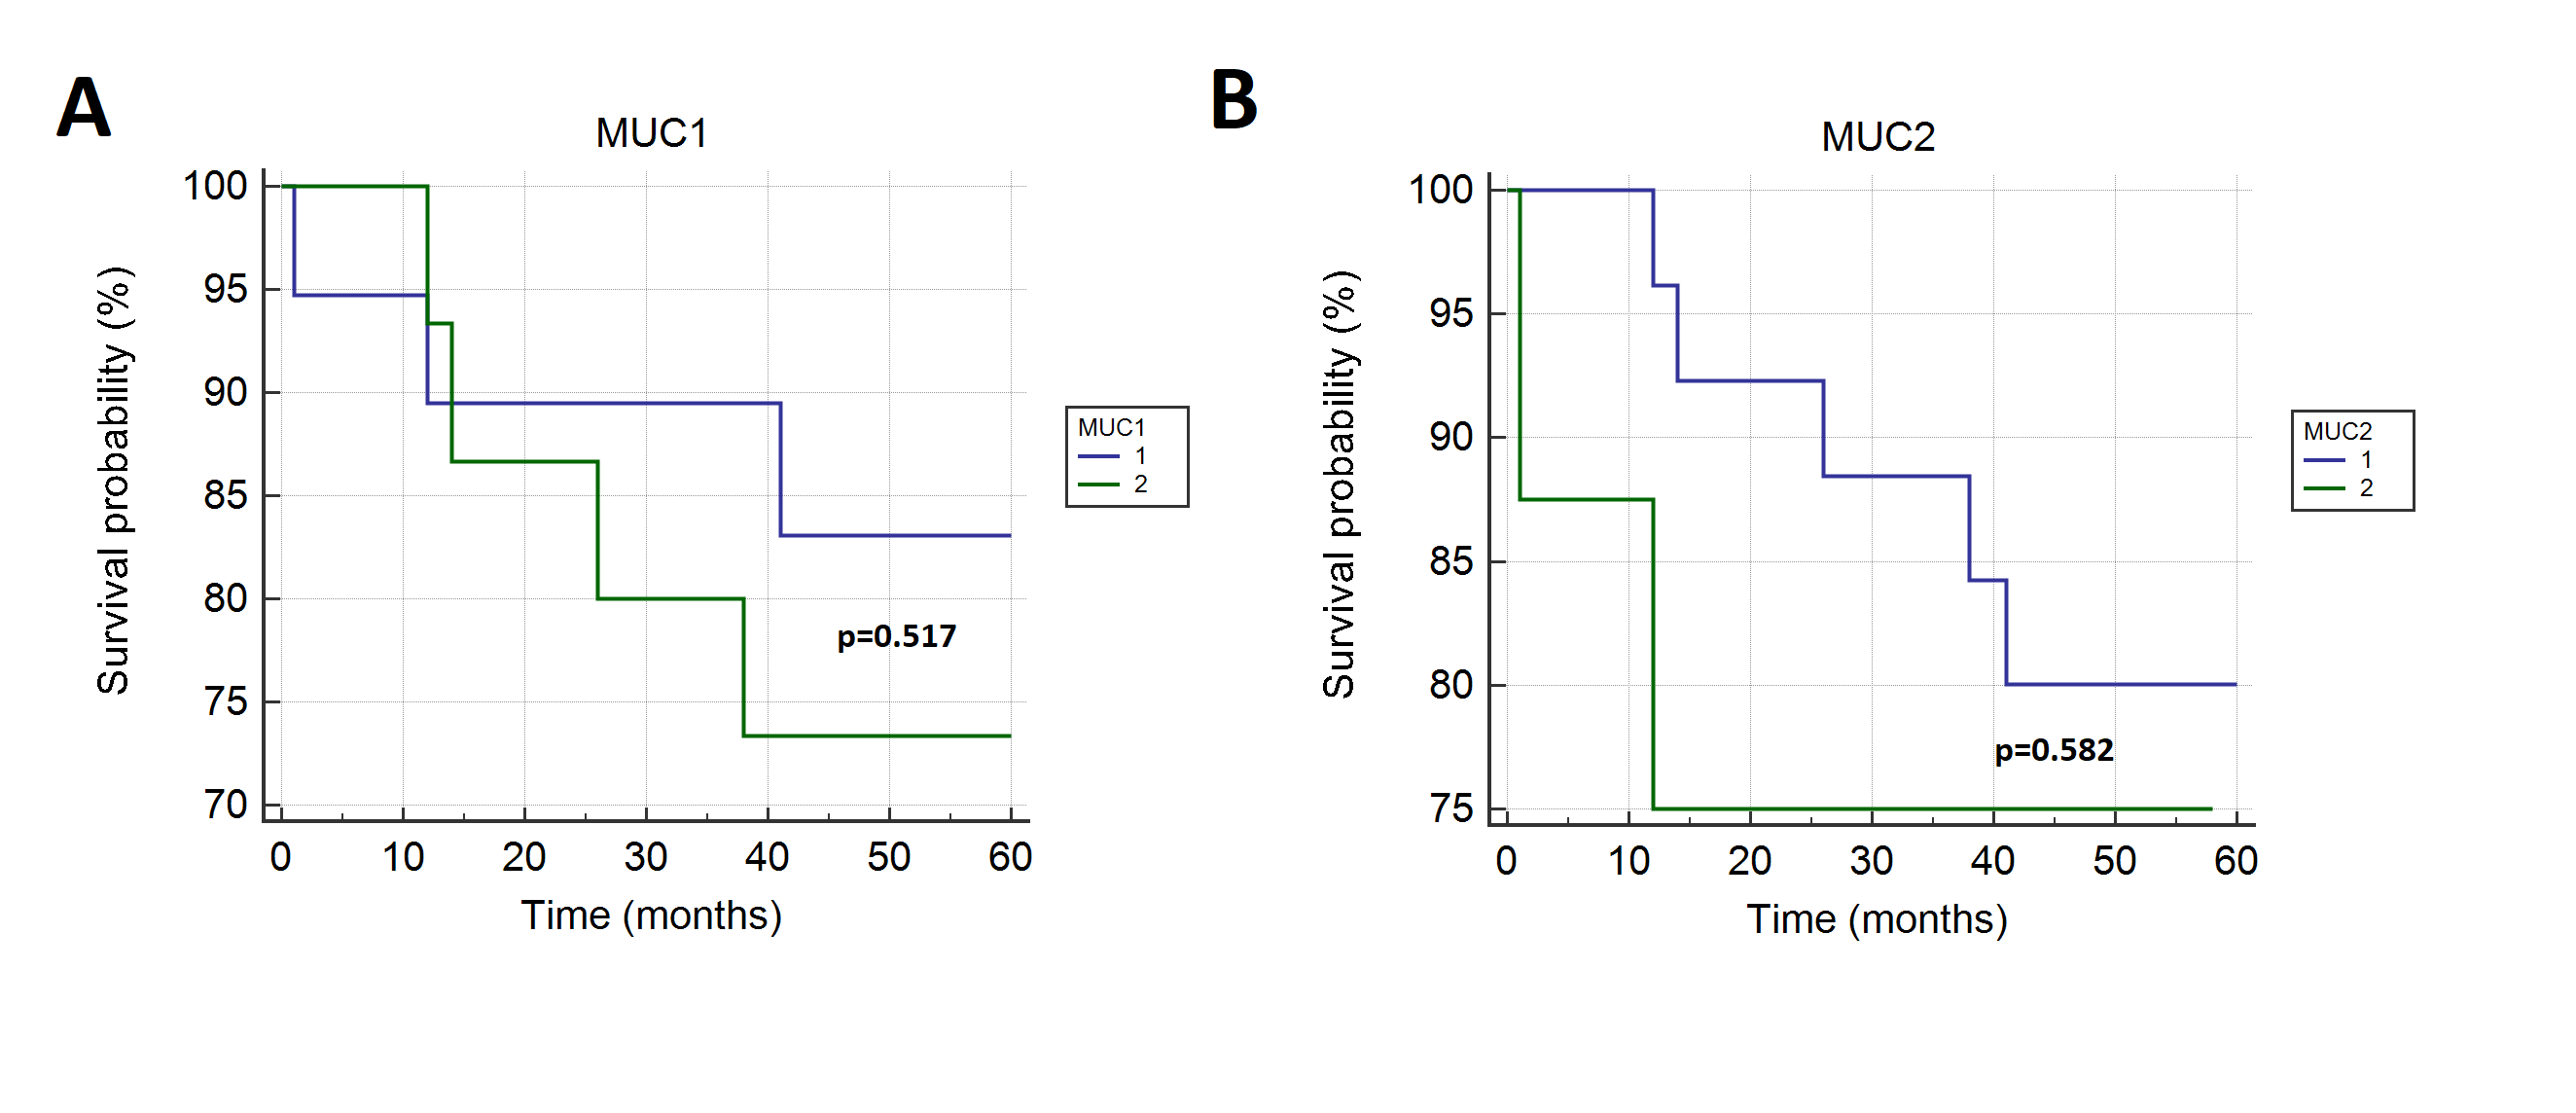 A
MUC1
100
95
90
85
80
75
70
Survival probability (%)
p=0.517
0 10 20 30 40 50 60
Time (months)
MUC1
1
2
B
MUC2
100
95
90
85
80
75
Survival probability (%)
p=0.582
0 10 20 30 40 50 60
Time (months)
MUC2
1
2